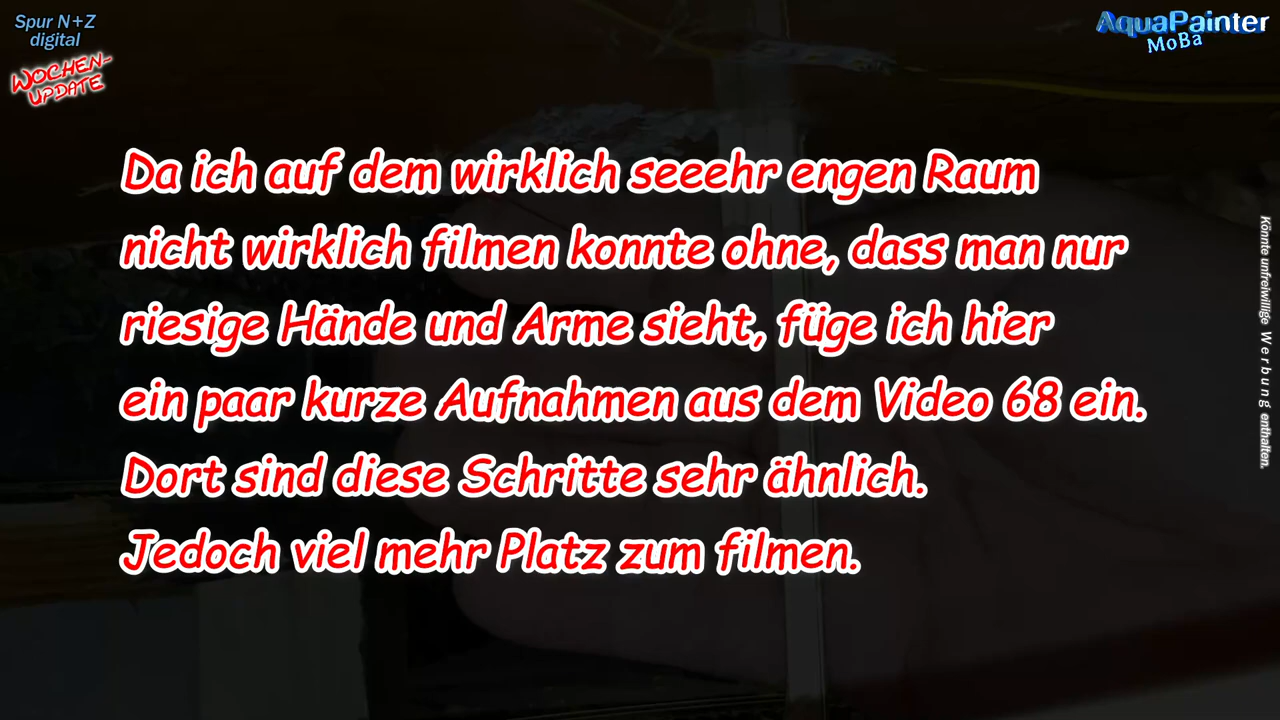 Spur N+Z
digital
WOCHEN-
UPDATE
AquaPainter
MoBa
Da ich auf dem wirklich seeehr engen Raum
nicht wirklich filmen konnte ohne, dass man nur
riesige Hände und Arme sieht, füge ich hier
ein paar kurze Aufnahmen aus dem Video 68 ein.
Dort sind diese Schritte sehr ähnlich.
Jedoch viel mehr Platz zum filmen.
Könnte unfreiwillige W e r b u n g enthalten.